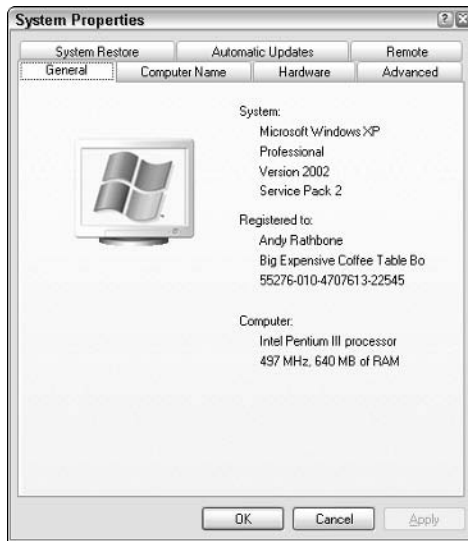 System Properties
System Restore Automatic Updates Remote
General Computer Name Hardware Advanced
System:
Microsoft Windows XP
Professional
Version 2002
Service Pack 2
Registered to:
Andy Rathbone
Big Expensive Coffee Table Bo
55276-010-4707613-22545
Computer:
Intel Pentium III processor
497 MHz, 640 MB of RAM
OK Cancel Apply